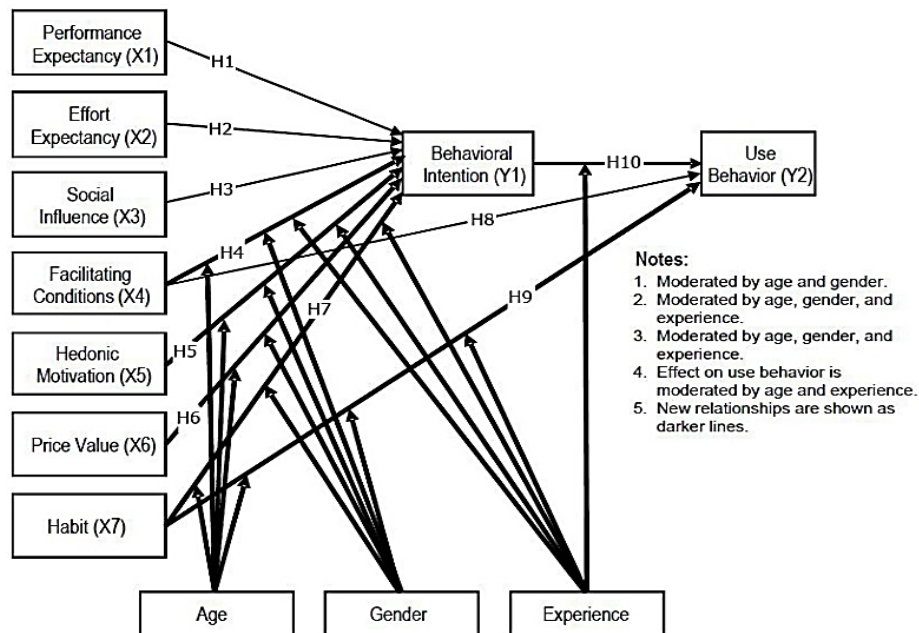 Performance
Expectancy (X1)
H1
Effort
Expectancy (X2)
H2
Social
Influence (X3)
H3
Facilitating
Conditions (X4)
H4
Hedonic
Motivation (X5)
H5
Price Value (X6)
H6
Habit (X7)
H7
Behavioral
Intention (Y1)
H10
Use
Behavior (Y2)
H8
H9
Notes:
1. Moderated by age and gender.
2. Moderated by age, gender, and
experience.
3. Moderated by age, gender, and
experience.
4. Effect on use behavior is
moderated by age and experience.
5. New relationships are shown as
darker lines.
Age
Gender
Experience